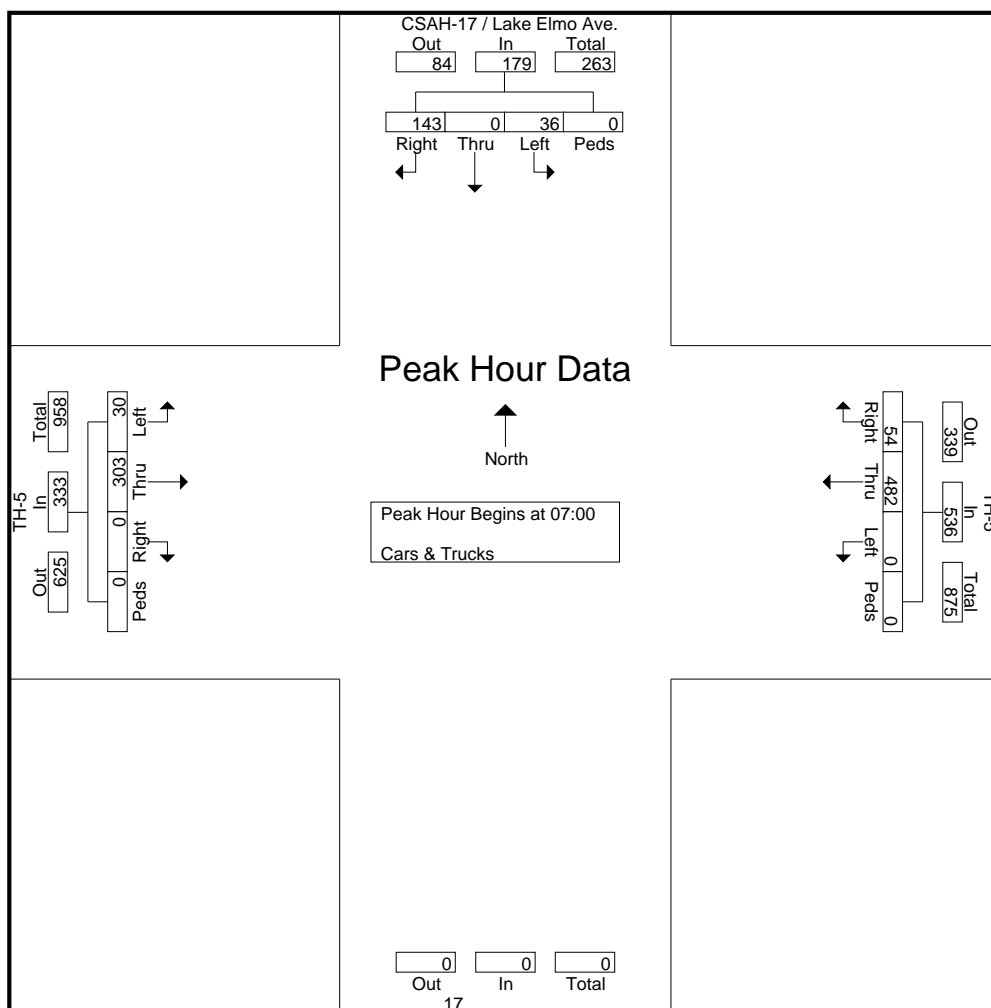 CSAH-17 / Lake Elmo Ave.
Out In Total
84 179 263
143 0 36 0
Right Thru Left Peds
Peak Hour Data
North
Peak Hour Begins at 07:00
Cars & Trucks
TH-5
Total In Out
958 333 625
30 303 0 0
Left Thru Right Peds
Right Thru Left Peds
54 482 0 0
Out In Total
339 536 875
TH-5
0 0 0
Out In Total
17